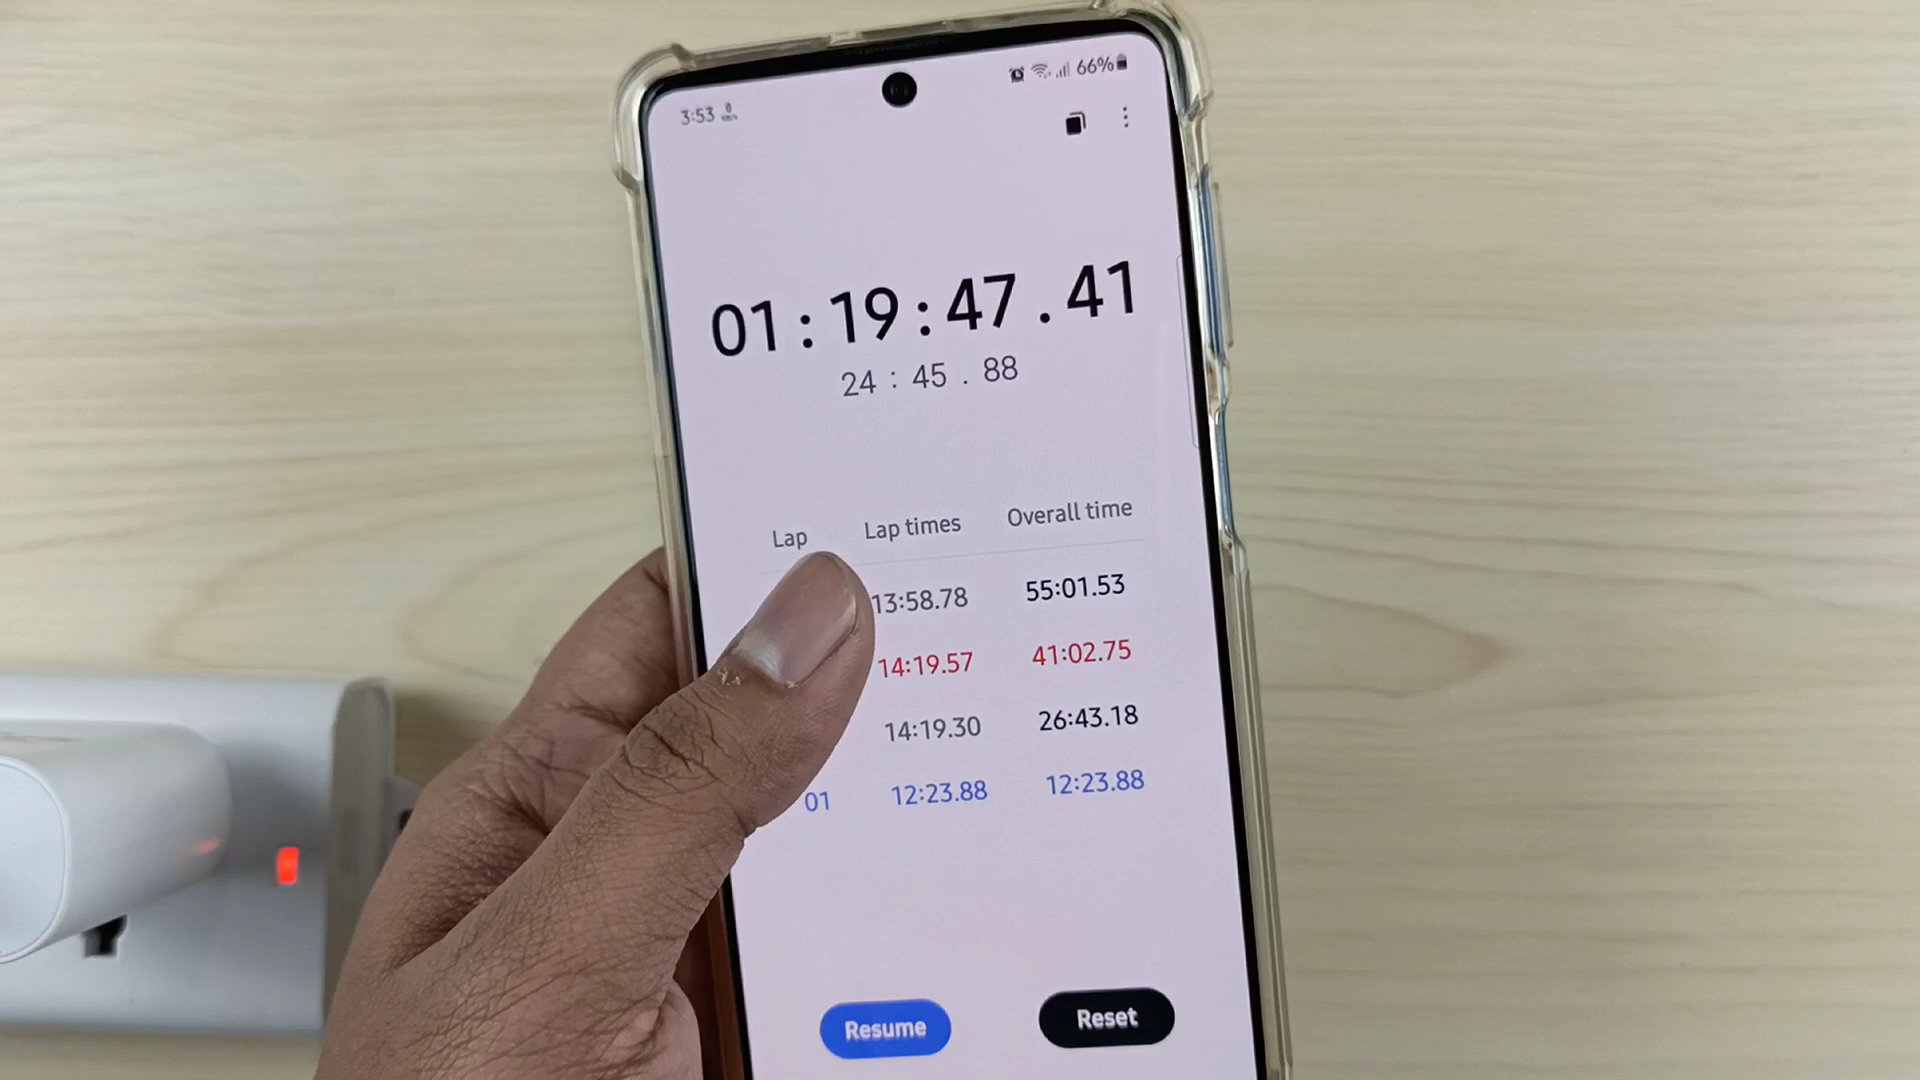 3:53 66%
01:19:47.41
24:45.88
Lap Lap times Overall time
13:58.78 55:01.53
14:19.57 41:02.75
14:19.30 26:43.18
01 12:23.88 12:23.88
Resume Reset